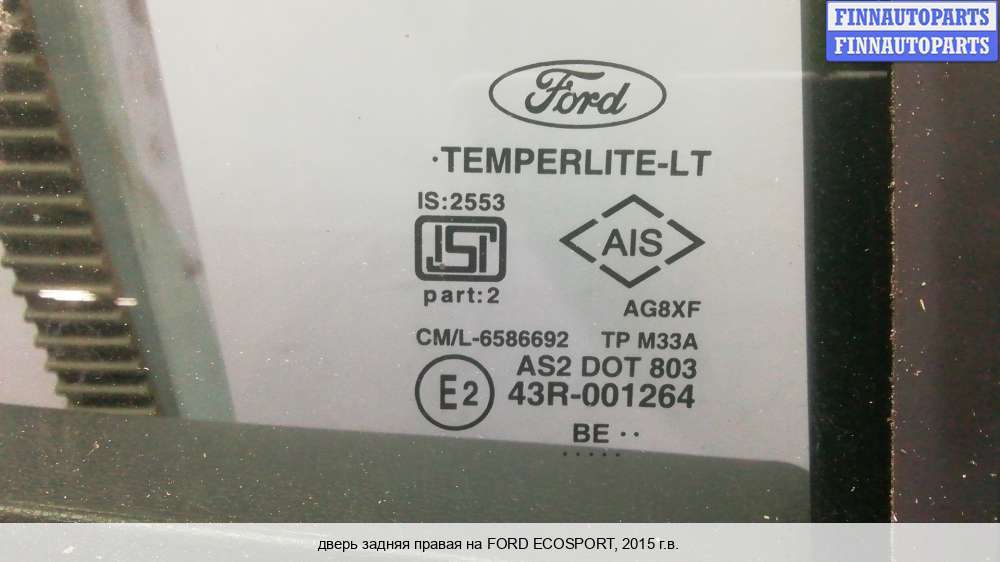 FINNAUTOPARTS
FINNAUTOPARTS
Ford
·TEMPERLITE-LT
IS:2553
ISI
part:2
AIS
AG8XF
CM/L-6586692 TP M33A
AS2 DOT 803
E2 43R-001264
BE ··
·····
дверь задняя правая на FORD ECOSPORT, 2015 г.в.